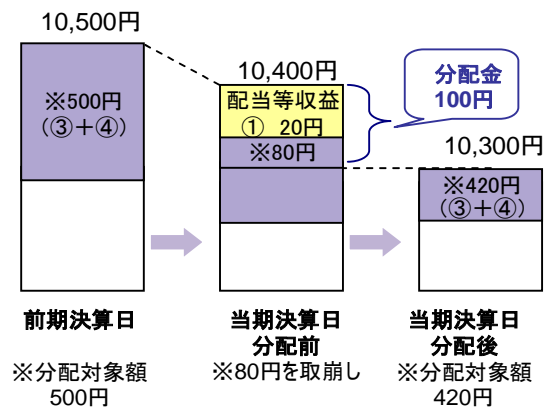 10,500円
※500円
(③+④)
10,400円
配当等収益
① 20円
※80円
分配金
100円
10,300円
※420円
(③+④)
前期決算日
※分配対象額
500円
当期決算日
分配前
※80円を取崩し
当期決算日
分配後
※分配対象額
420円